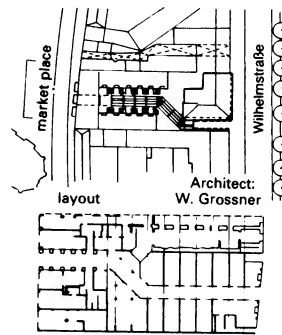 market place
Wilhelmstraße
layout
Architect:
W. Grossner